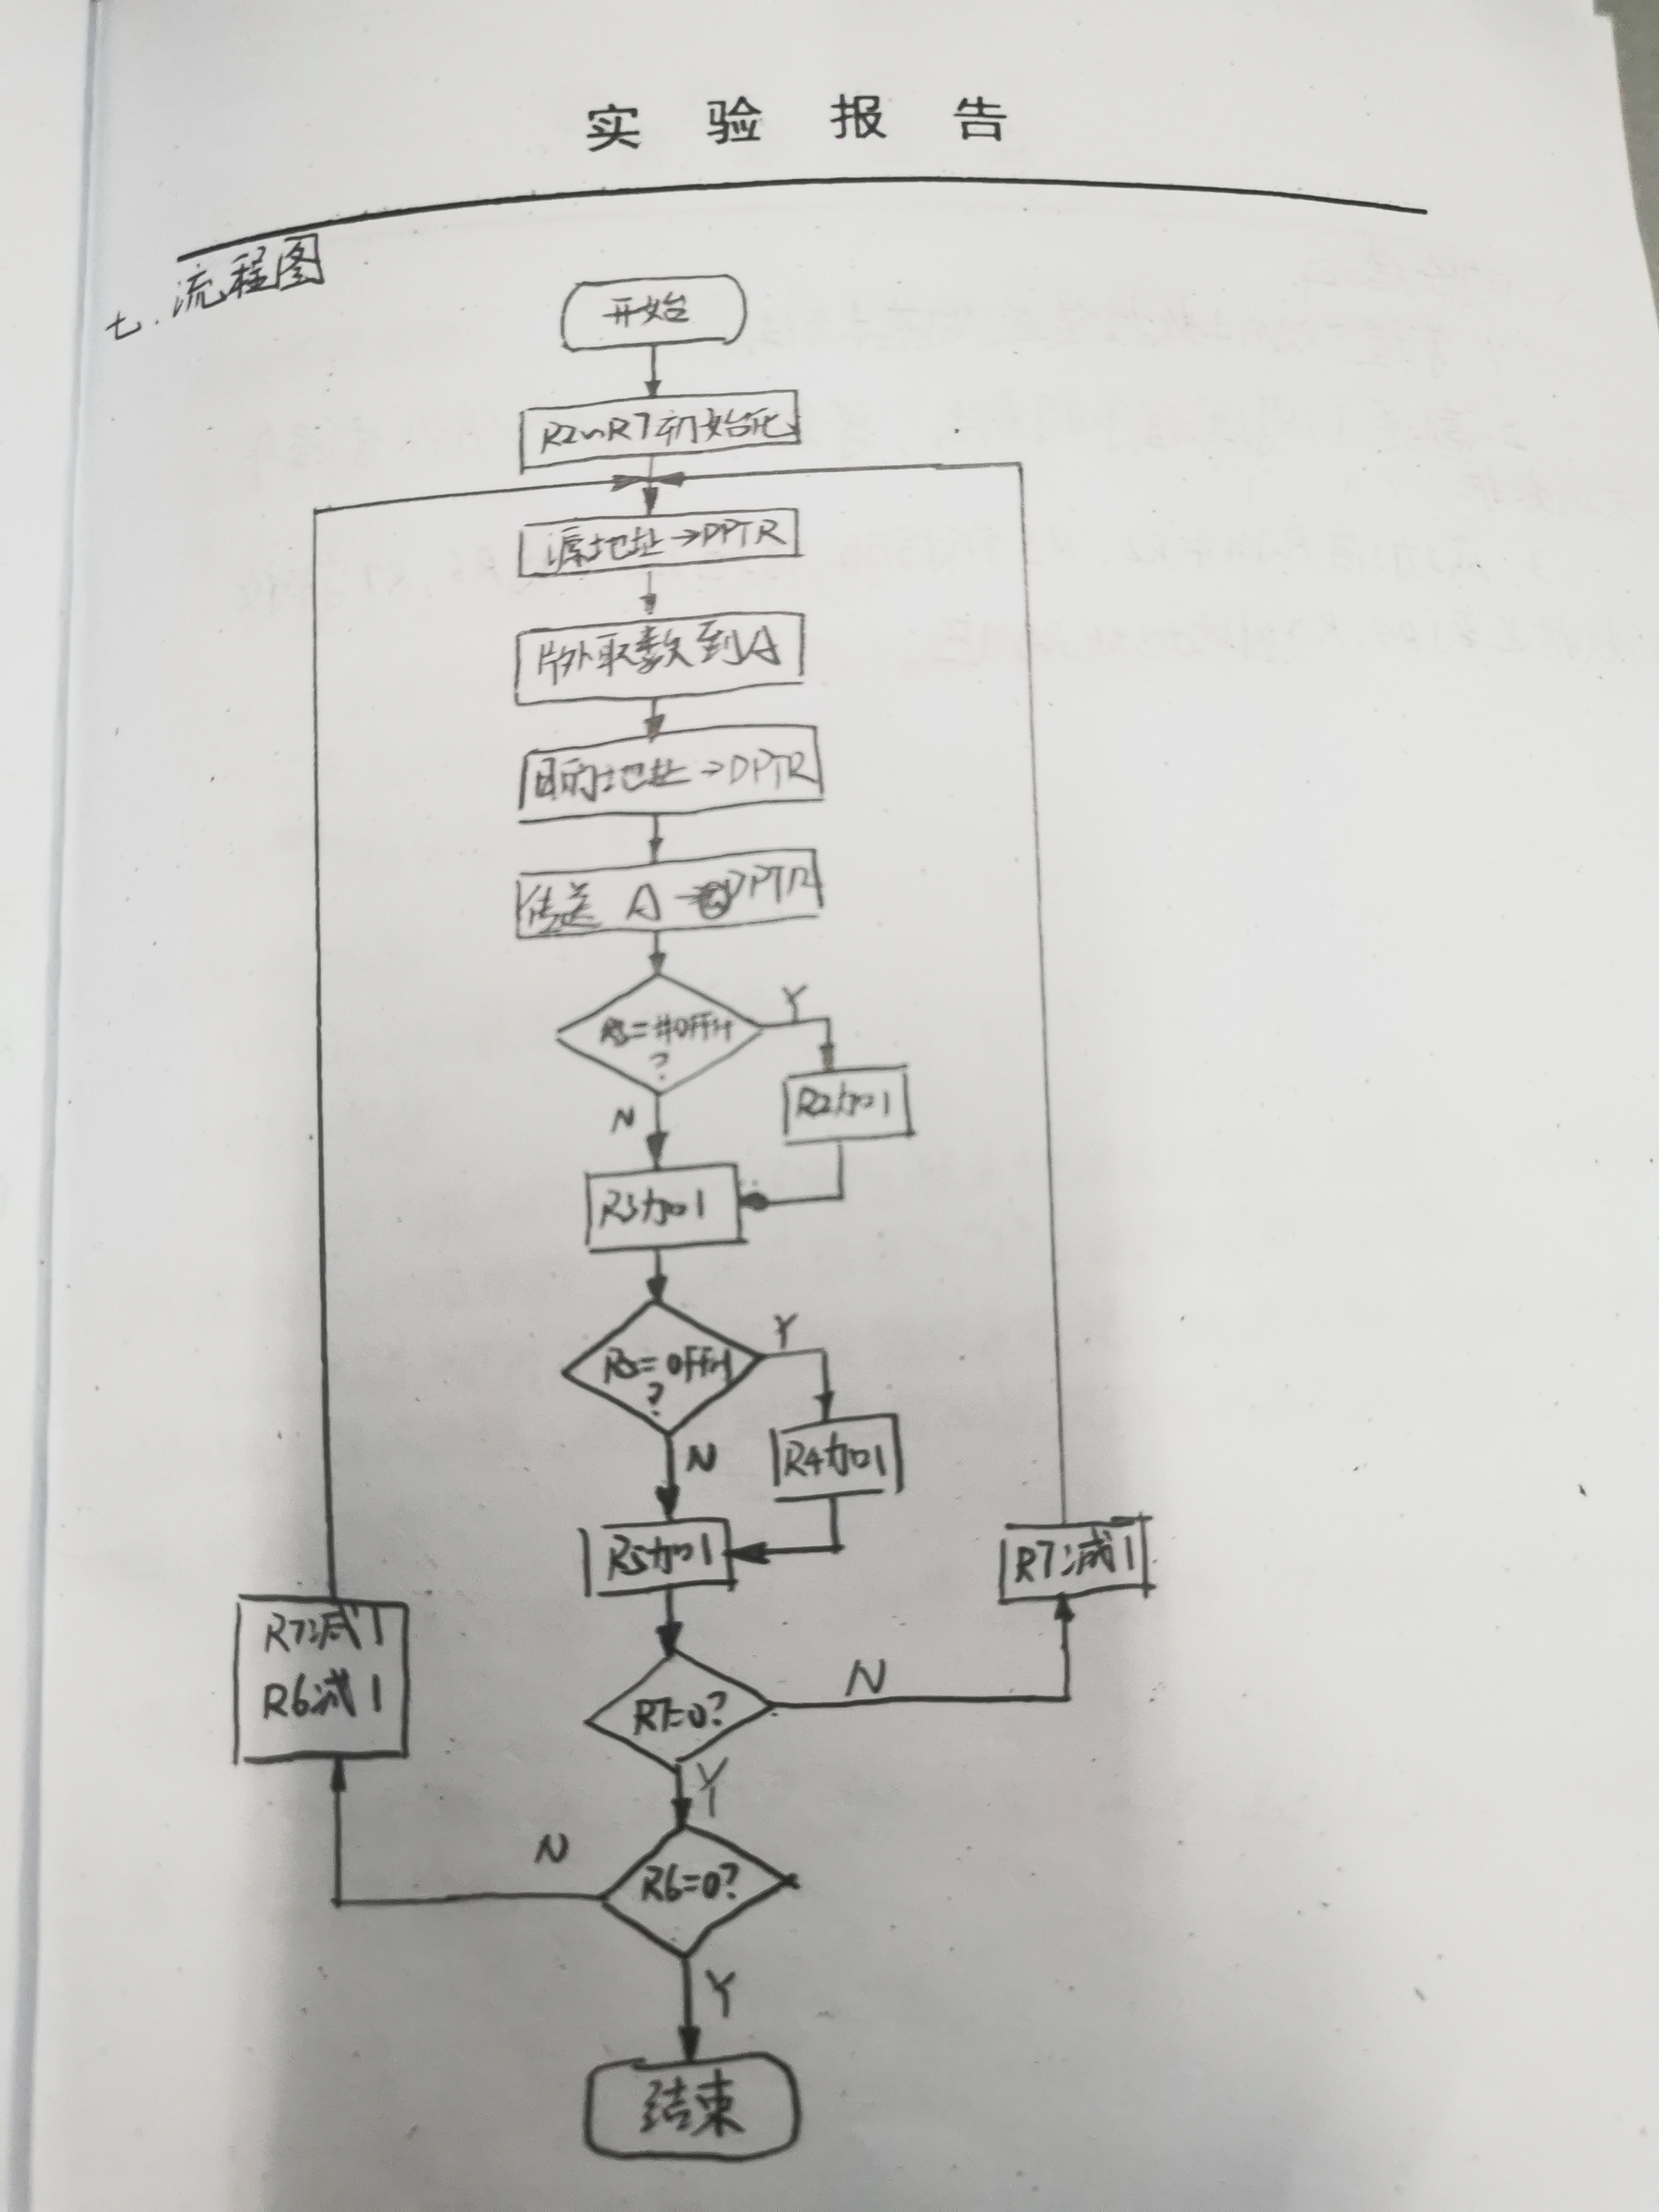 实验报告
七.流程图
开始
R2~R7初始化
源地址→DPTR
片外取数到A
目的地址→DPTR
传送 A→@DPTR
R3=#0FFH
?
Y
R2加1
N
R3加1
R5=0FFH
?
Y
R4加1
N
R5加1
R7减1
R7减1
R6减1
R7=0?
N
Y
R6=0?
N
Y
结束